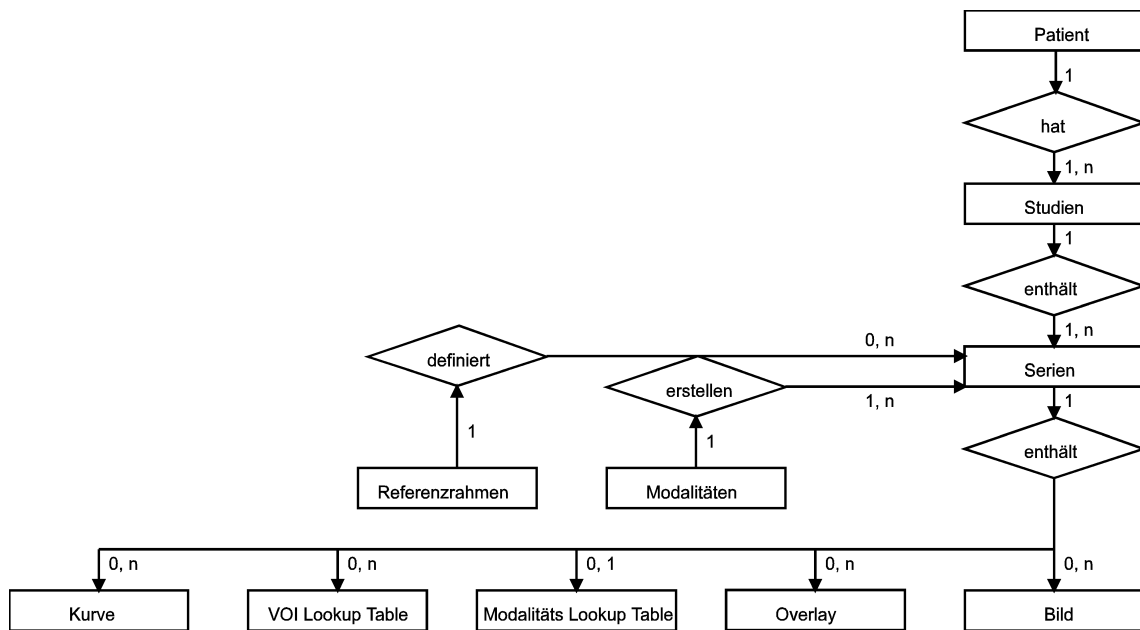 Patient
1
hat
1, n
Studien
1
enthält
1, n
definiert
0, n
Serien
erstellen
1, n
1
1
1
enthält
Referenzrahmen
Modalitäten
0, n
0, n
0, 1
0, n
0, n
Kurve
VOI Lookup Table
Modalitäts Lookup Table
Overlay
Bild